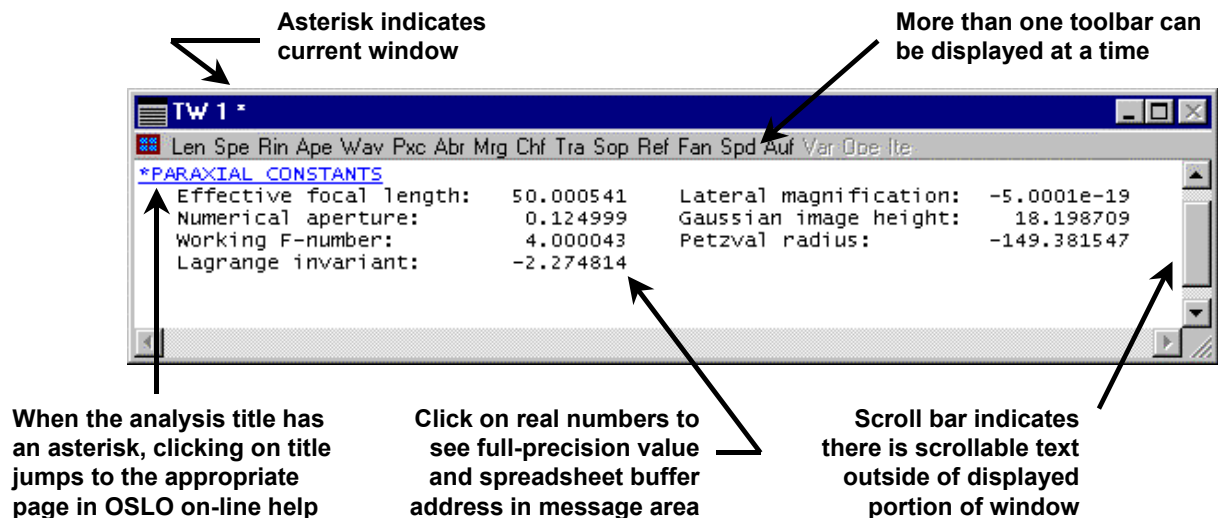 Asterisk indicates
current window
More than one toolbar can
be displayed at a time
TW 1 *
Len Spe Rin Ape Wav Pxc Abr Mrg Chf Tra Sop Ref Fan Spd Auf Var Ope Ite
*PARAXIAL CONSTANTS
Effective focal length: 50.000541 Lateral magnification: -5.0001e-19
Numerical aperture: 0.124999 Gaussian image height: 18.198709
Working F-number: 4.000043 Petzval radius: -149.381547
Lagrange invariant: -2.274814
When the analysis title has
an asterisk, clicking on title
jumps to the appropriate
page in OSLO on-line help
Click on real numbers to
see full-precision value
and spreadsheet buffer
address in message area
Scroll bar indicates
there is scrollable text
outside of displayed
portion of window